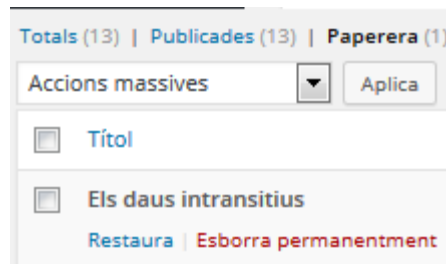 Totals (13) | Publicades (13) | Paperera (1)
Accions massives Aplica
Títol
Els daus intransitius
Restaura | Esborra permanentment